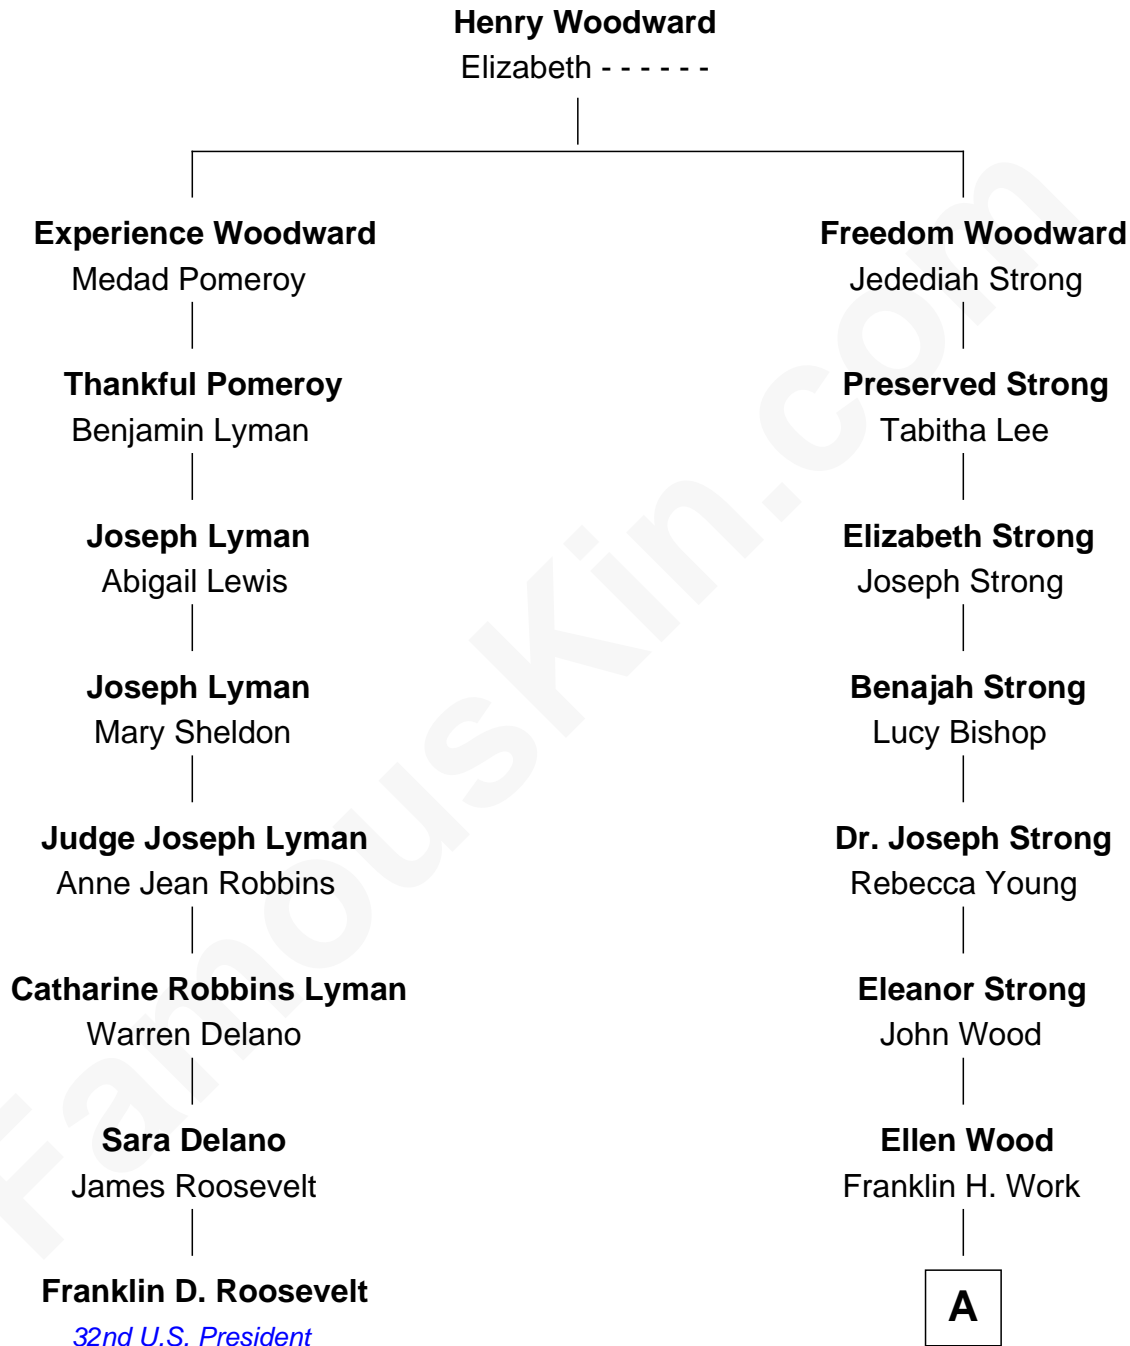 Henry Woodward
Elizabeth - - - - - -
Experience Woodward
Medad Pomeroy
Freedom Woodward
Jedediah Strong
Thankful Pomeroy
Benjamin Lyman
Preserved Strong
Tabitha Lee
Joseph Lyman
Abigail Lewis
Elizabeth Strong
Joseph Strong
Joseph Lyman
Mary Sheldon
Benajah Strong
Lucy Bishop
Judge Joseph Lyman
Anne Jean Robbins
Dr. Joseph Strong
Rebecca Young
Catharine Robbins Lyman
Warren Delano
Eleanor Strong
John Wood
Sara Delano
James Roosevelt
Ellen Wood
Franklin H. Work
Franklin D. Roosevelt
32nd U.S. President
A
FamousKin.com